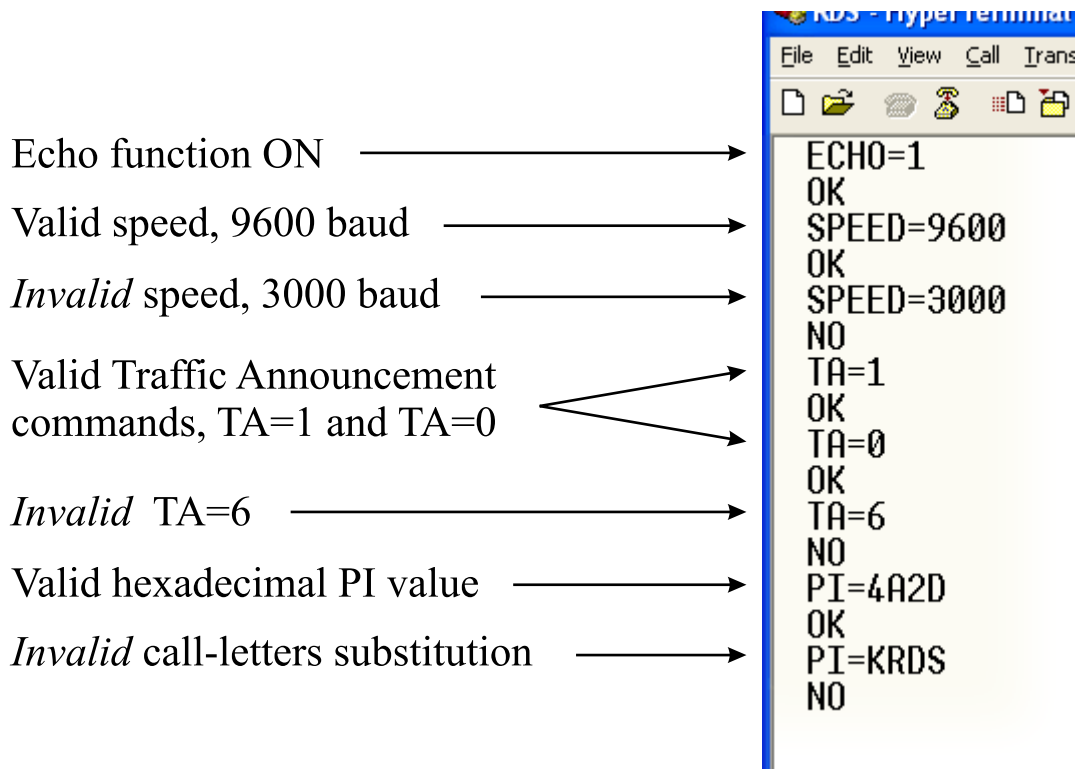 RDS - HyperTerminal
File Edit View Call Trans
Echo function ON
ECHO=1
OK
Valid speed, 9600 baud
SPEED=9600
OK
Invalid speed, 3000 baud
SPEED=3000
NO
Valid Traffic Announcement
commands, TA=1 and TA=0
TA=1
OK
TA=0
OK
Invalid TA=6
TA=6
NO
Valid hexadecimal PI value
PI=4A2D
OK
Invalid call-letters substitution
PI=KRDS
NO